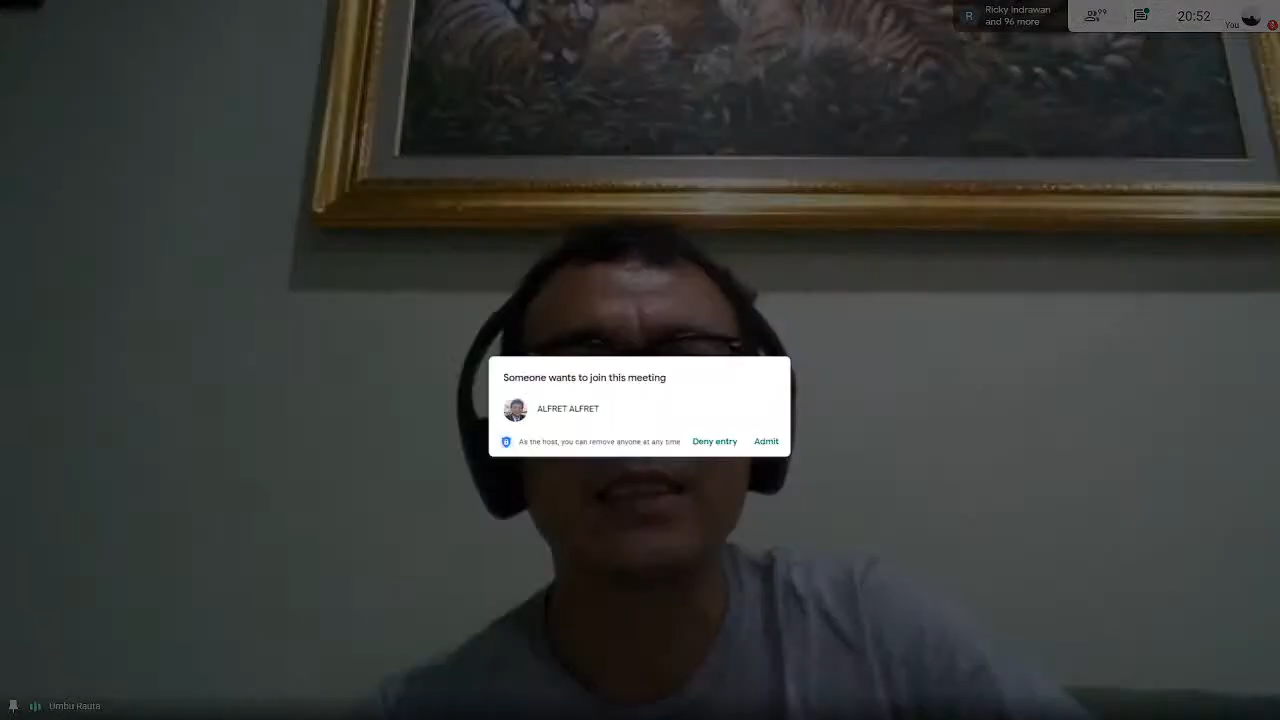 Ricky Indrawan
and 96 more
R
99
20:52
You
Someone wants to join this meeting
ALFRET ALFRET
As the host, you can remove anyone at any time
Deny entry
Admit
Umbu Rauta